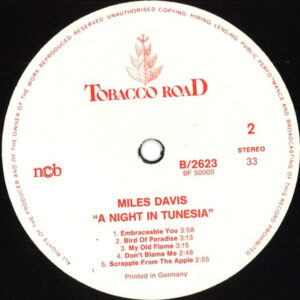 ALL RIGHTS OF THE PRODUCER AND OF THE OWNER OF THE WORK REPRODUCED RESERVED UNAUTHORISED COPYING, HIRING, LENDING, PUBLIC PERFORMANCE AND BROADCASTING OF THIS RECORD PROHIBITED
TOBACCO ROAD
2
STEREO
33
ncb
B/2623
BF 50005
MILES DAVIS
"A NIGHT IN TUNESIA"
1. Embraceable You 3:58
2. Bird Of Paradise 3:13
3. My Old Flame 3:11
4. Don't Blame Me 2:48
5. Scrapple From The Apple 2:55
Printed in Germany